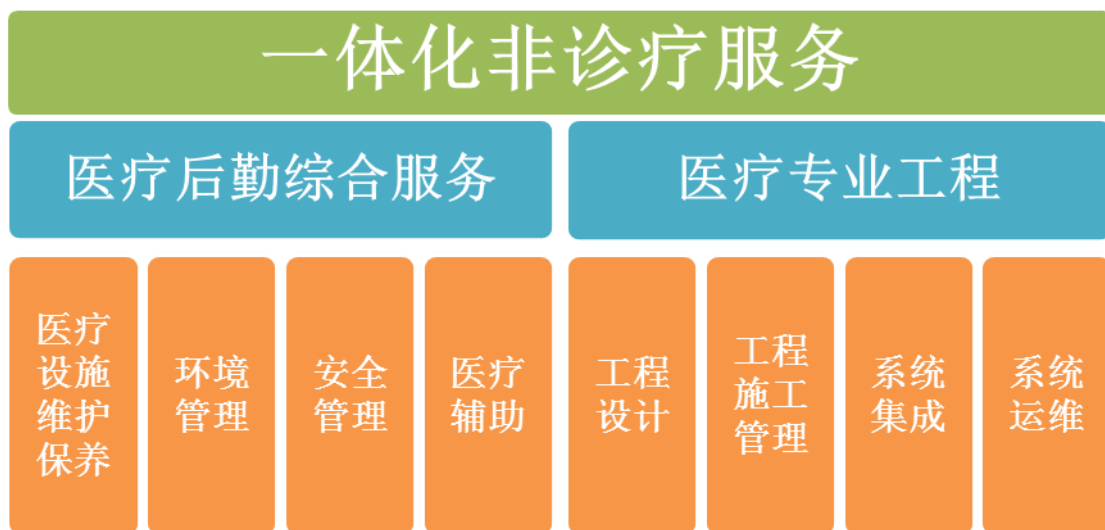 一体化非诊疗服务
医疗后勤综合服务
医疗专业工程
医疗
设施
维护
保养
环境
管理
安全
管理
医疗
辅助
工程
设计
工程
施工
管理
系统
集成
系统
运维